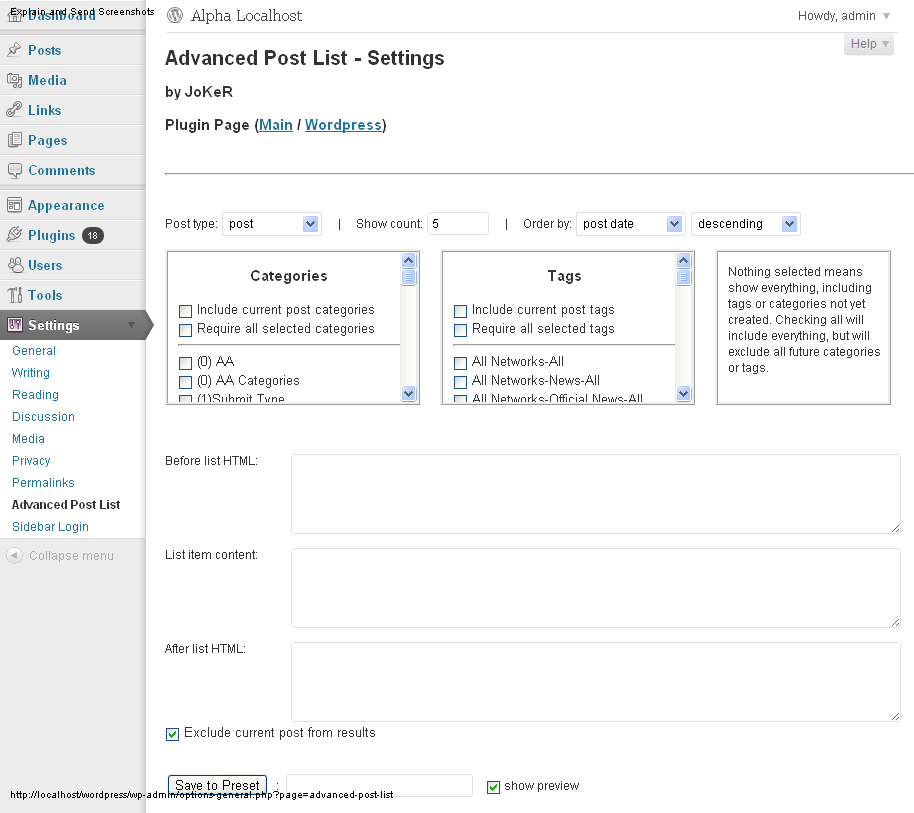 Explain and Send Screenshots
Dashboard
Posts
Media
Links
Pages
Comments
Appearance
Plugins 18
Users
Tools
Settings
General
Writing
Reading
Discussion
Media
Privacy
Permalinks
Advanced Post List
Sidebar Login
Collapse menu
Alpha Localhost
Howdy, admin
Help
Advanced Post List - Settings
by JoKeR
Plugin Page (Main / Wordpress)
Post type: post | Show count: 5 | Order by: post date descending
Categories
Include current post categories
Require all selected categories
(0) AA
(0) AA Categories
(1)Submit Type
Tags
Include current post tags
Require all selected tags
All Networks-All
All Networks-News-All
All Networks-Official News-All
Nothing selected means
show everything, including
tags or categories not yet
created. Checking all will
include everything, but will
exclude all future categories
or tags.
Before list HTML:
List item content:
After list HTML:
Exclude current post from results
Save to Preset : show preview
http://localhost/wordpress/wp-admin/options-general.php?page=advanced-post-list